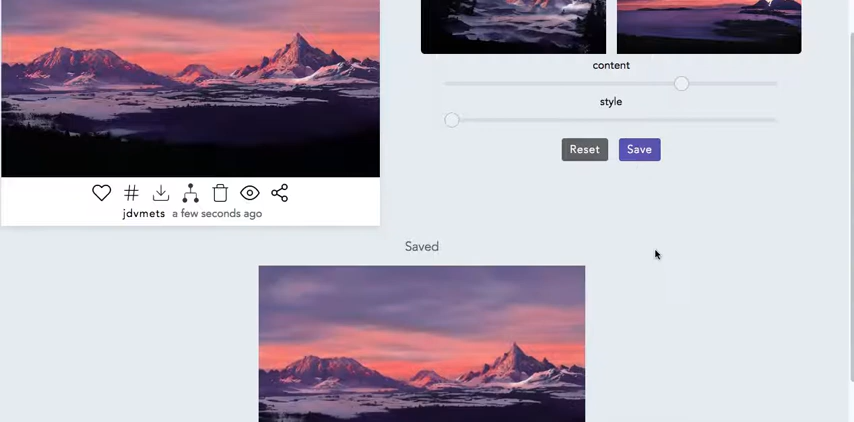 content
style
Reset Save
jdvmets a few seconds ago
Saved